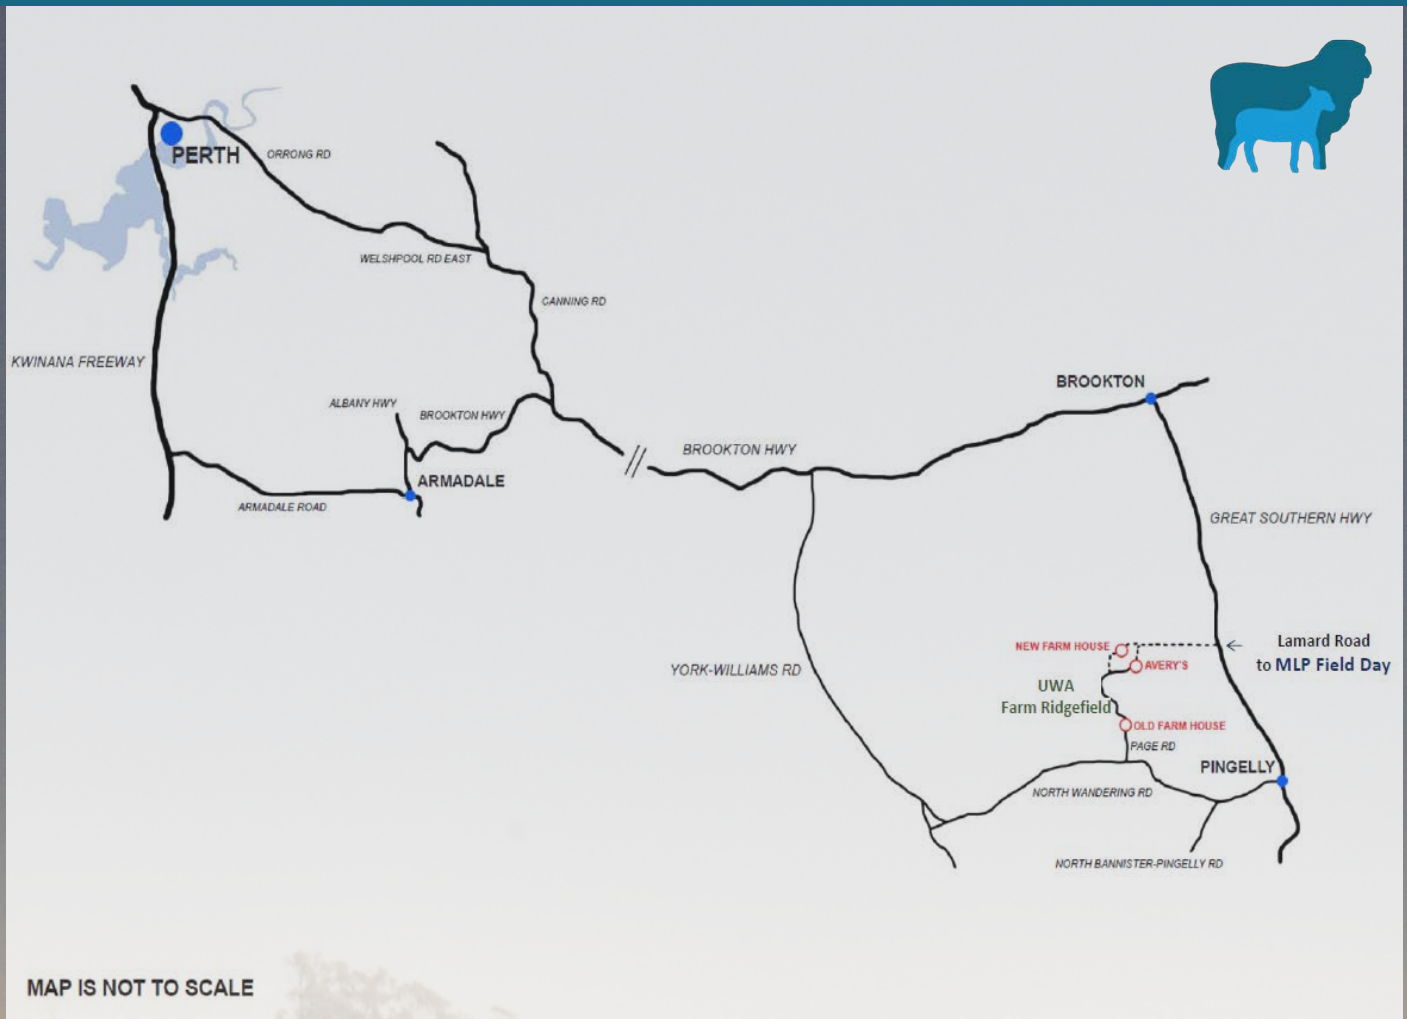 PERTH
ORRONG RD
WELSHPOOL RD EAST
CANNING RD
KWINANA FREEWAY
BROOKTON
ALBANY HWY
BROOKTON HWY
BROOKTON HWY
ARMADALE
ARMADALE ROAD
GREAT SOUTHERN HWY
Lamard Road
to MLP Field Day
NEW FARM HOUSE
AVERY'S
YORK-WILLIAMS RD
UWA
Farm Ridgefield
OLD FARM HOUSE
PAGE RD
PINGELLY
NORTH WANDERING RD
NORTH BANNISTER-PINGELLY RD
MAP IS NOT TO SCALE